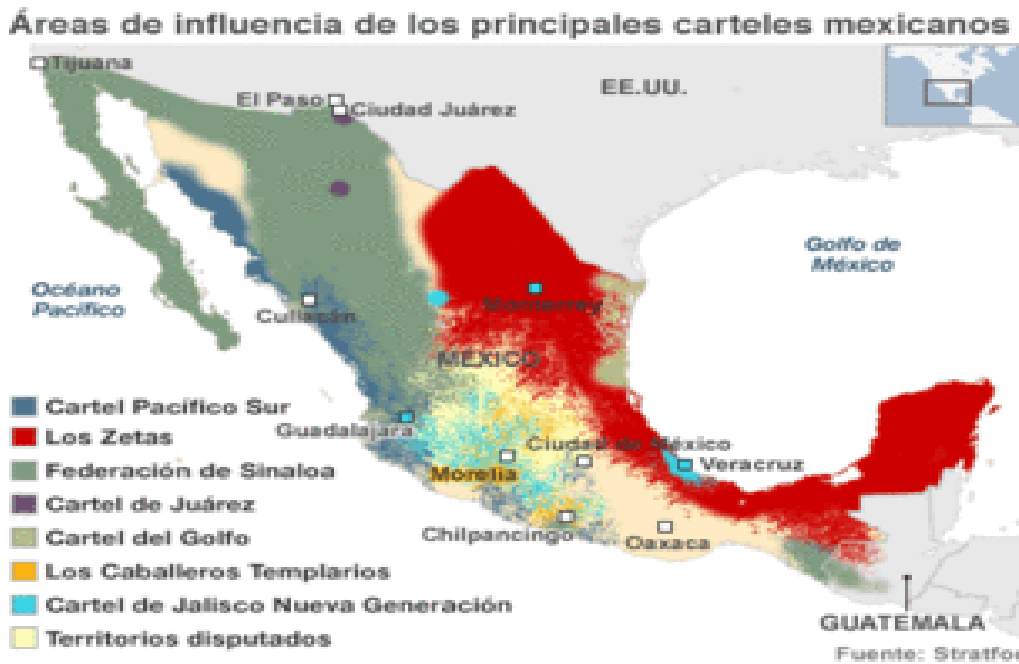 Áreas de influencia de los principales carteles mexicanos
Tijuana
EE.UU.
El Paso
Ciudad Juárez
Golfo de
México
Océano
Pacífico
Monterrey
Culiacán
MÉXICO
Cartel Pacífico Sur
Los Zetas
Guadalajara
Ciudad de México
Veracruz
Federación de Sinaloa
Morelia
Cartel de Juárez
Chilpancingo
Oaxaca
Cartel del Golfo
Los Caballeros Templarios
Cartel de Jalisco Nueva Generación
GUATEMALA
Territorios disputados
Fuente: Stratfo